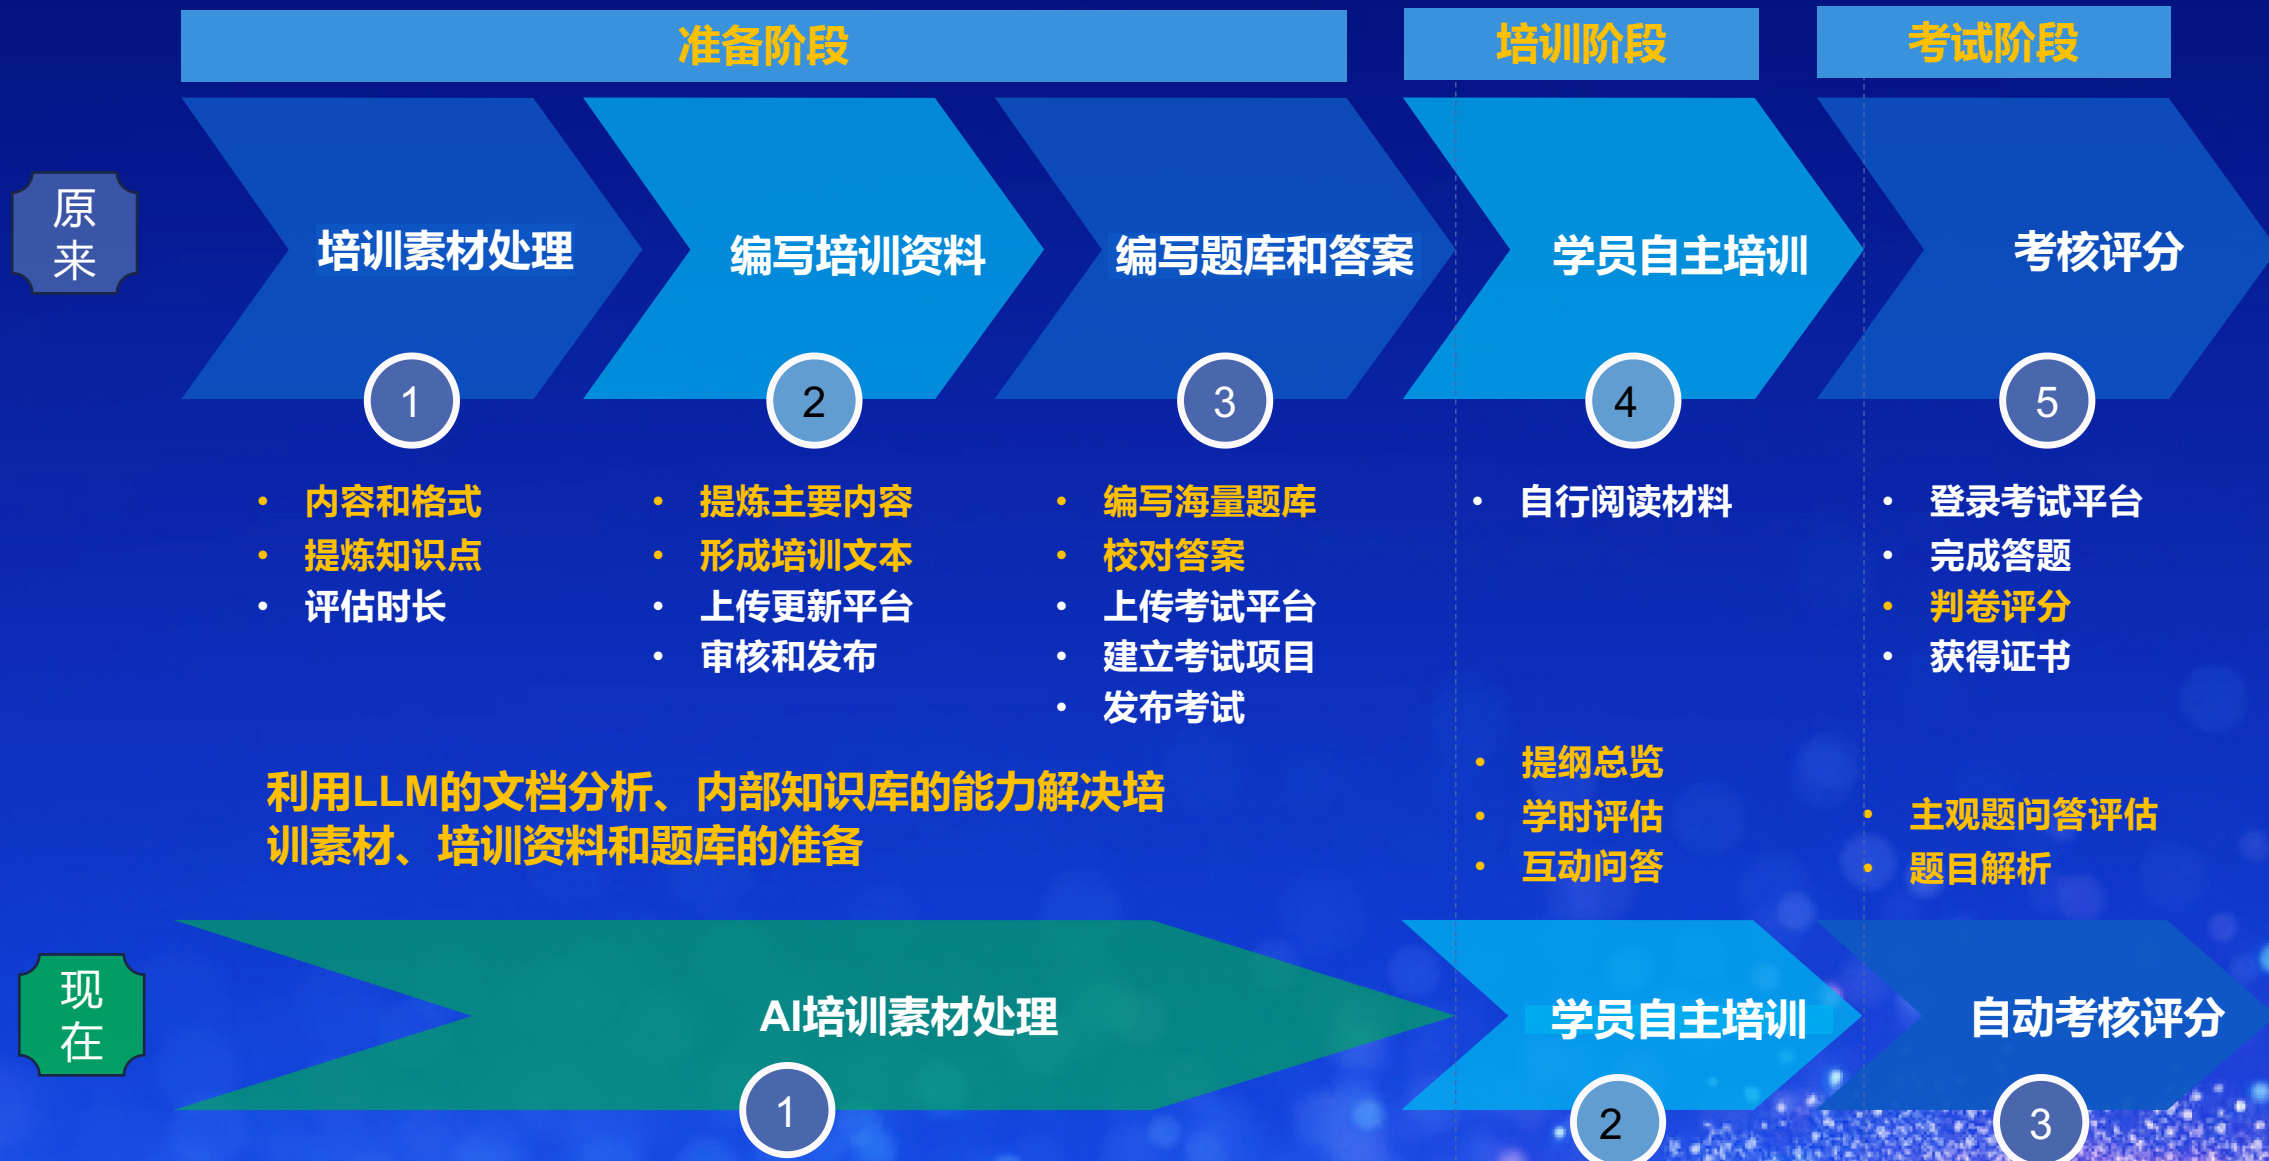 准备阶段
培训阶段
考试阶段
原
来
培训素材处理
编写培训资料
编写题库和答案
学员自主培训
考核评分
1
2
3
4
5
• 内容和格式
• 提炼知识点
• 评估时长
• 提炼主要内容
• 形成培训文本
• 上传更新平台
• 审核和发布
• 编写海量题库
• 校对答案
• 上传考试平台
• 建立考试项目
• 发布考试
• 自行阅读材料
• 登录考试平台
• 完成答题
• 判卷评分
• 获得证书
利用LLM的文档分析、内部知识库的能力解决培
训素材、培训资料和题库的准备
• 提纲总览
• 学时评估
• 互动问答
• 主观题问答评估
• 题目解析
现
在
AI培训素材处理
学员自主培训
自动考核评分
1
2
3